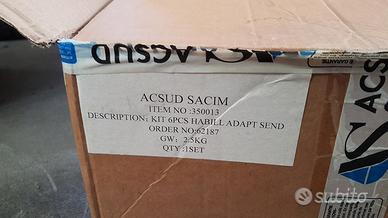 ACSUD
ACSUD
ACSUD SACIM
ITEM NO :350013
DESCRIPTION: KIT 6PCS HABILL ADAPT SEND
ORDER NO:62187
GW: 2.5KG
QTY :1SET
subito